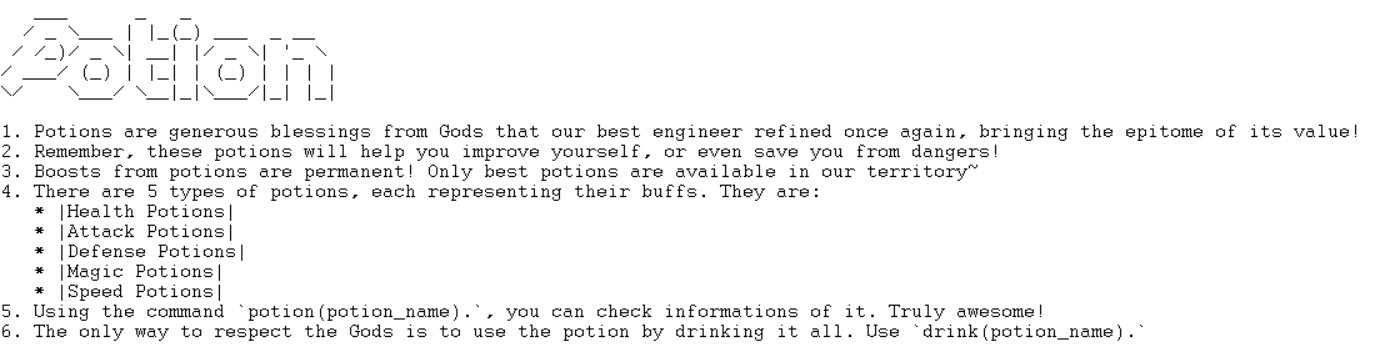 Potion
1. Potions are generous blessings from Gods that our best engineer refined once again, bringing the epitome of its value!
2. Remember, these potions will help you improve yourself, or even save you from dangers!
3. Boosts from potions are permanent! Only best potions are available in our territory~
4. There are 5 types of potions, each representing their buffs. They are:
* |Health Potions|
* |Attack Potions|
* |Defense Potions|
* |Magic Potions|
* |Speed Potions|
5. Using the command `potion(potion_name).`, you can check informations of it. Truly awesome!
6. The only way to respect the Gods is to use the potion by drinking it all. Use `drink(potion_name).`